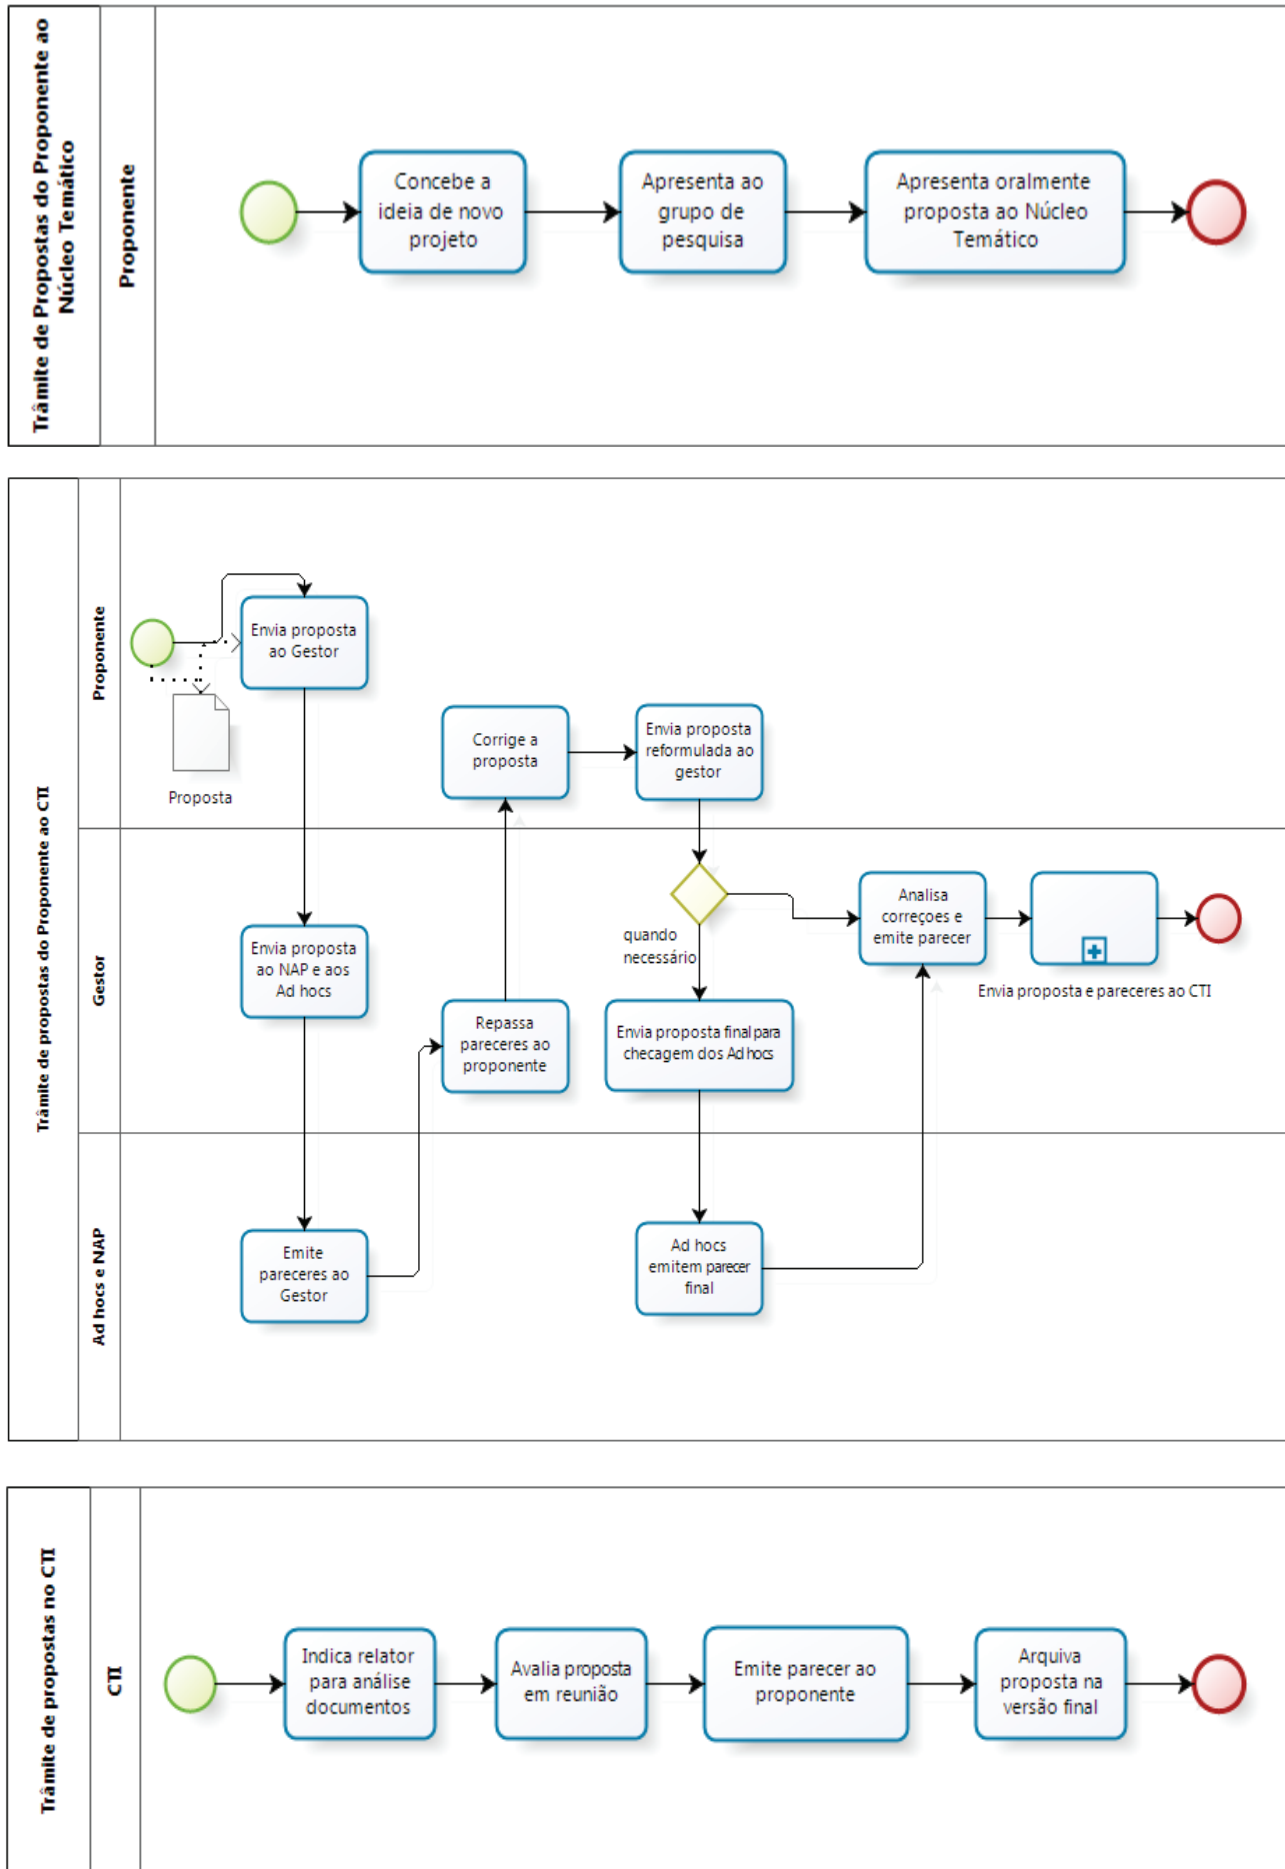 Trâmite de Propostas do Proponente ao
Núcleo Temático
Proponente
Concebe a
ideia de novo
projeto
Apresenta ao
grupo de
pesquisa
Apresenta oralmente
proposta ao Núcleo
Temático
Trâmite de propostas do Proponente ao CTI
Proponente
Envia proposta
ao Gestor
Proposta
Corrige a
proposta
Envia proposta
reformulada ao
gestor
Gestor
Envia proposta
ao NAP e aos
Ad hocs
Repassa
pareceres ao
proponente
quando
necessário
Envia proposta final para
checagem dos Ad hocs
Analisa
correçoes e
emite parecer
Envia proposta e pareceres ao CTI
Ad hocs e NAP
Emite
pareceres ao
Gestor
Ad hocs
emitem parecer
final
Trâmite de propostas no CTI
CTI
Indica relator
para análise
documentos
Avalia proposta
em reunião
Emite parecer ao
proponente
Arquiva
proposta na
versão final